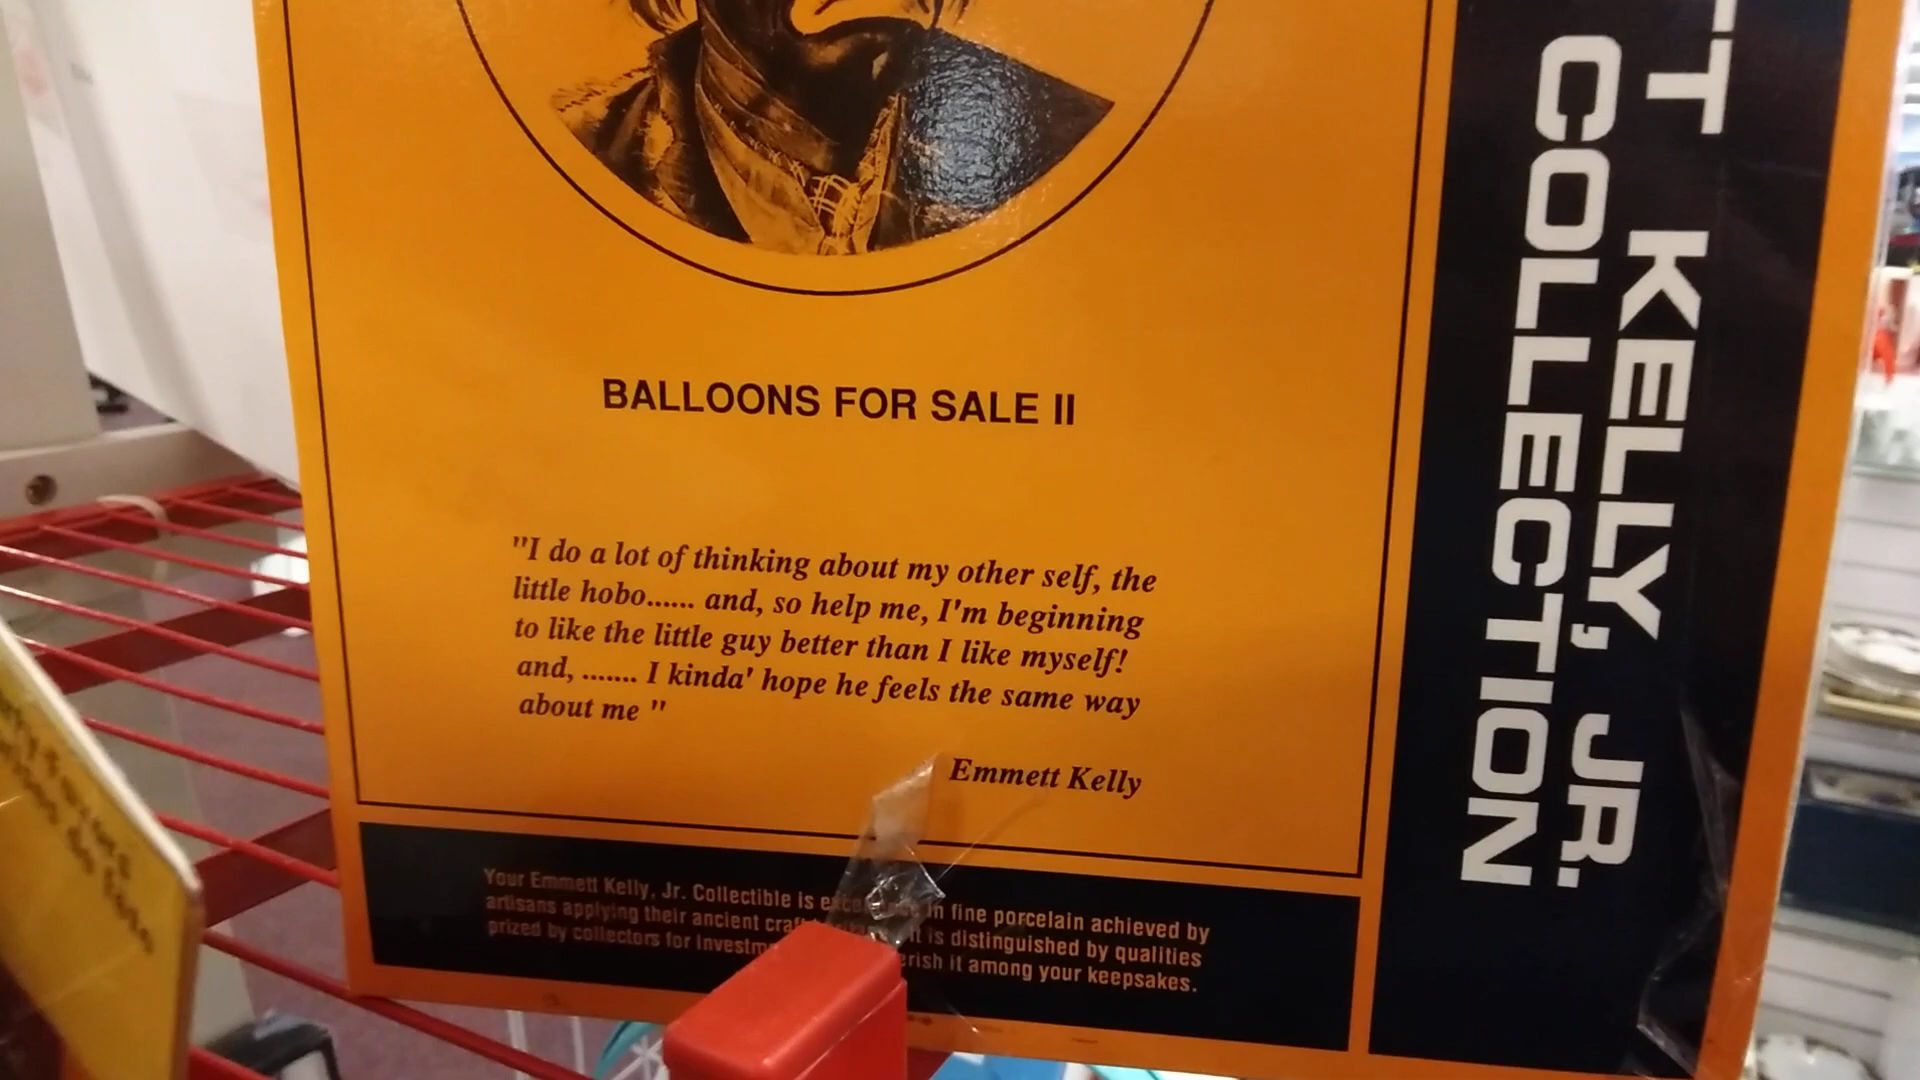 BALLOONS FOR SALE II
"I do a lot of thinking about my other self, the
little hobo...... and, so help me, I'm beginning
to like the little guy better than I like myself!
and, ....... I kinda' hope he feels the same way
about me "
Emmett Kelly
Your Emmett Kelly, Jr. Collectible is in fine porcelain achieved by
artisans applying their ancient it is distinguished by qualities
prized by collectors for it among your keepsakes.
KELLY, JR.
COLLECTION